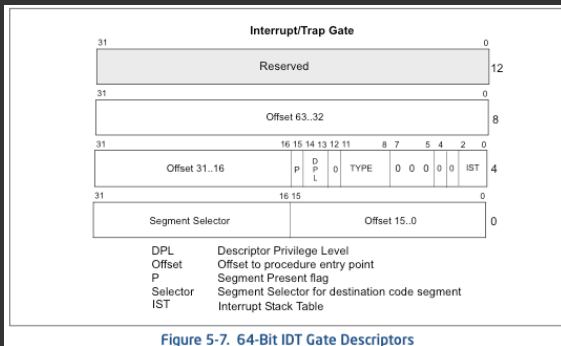 Interrupt/Trap Gate
31 0
Reserved 12
31 0
Offset 63..32 8
31 16 15 14 13 12 11 8 7 5 4 2 0
Offset 31..16 P DPL 0 TYPE 0 0 0 0 0 IST 4
31 16 15 0
Segment Selector Offset 15..0 0
DPL Descriptor Privilege Level
Offset Offset to procedure entry point
P Segment Present flag
Selector Segment Selector for destination code segment
IST Interrupt Stack Table
Figure 5-7. 64-Bit IDT Gate Descriptors